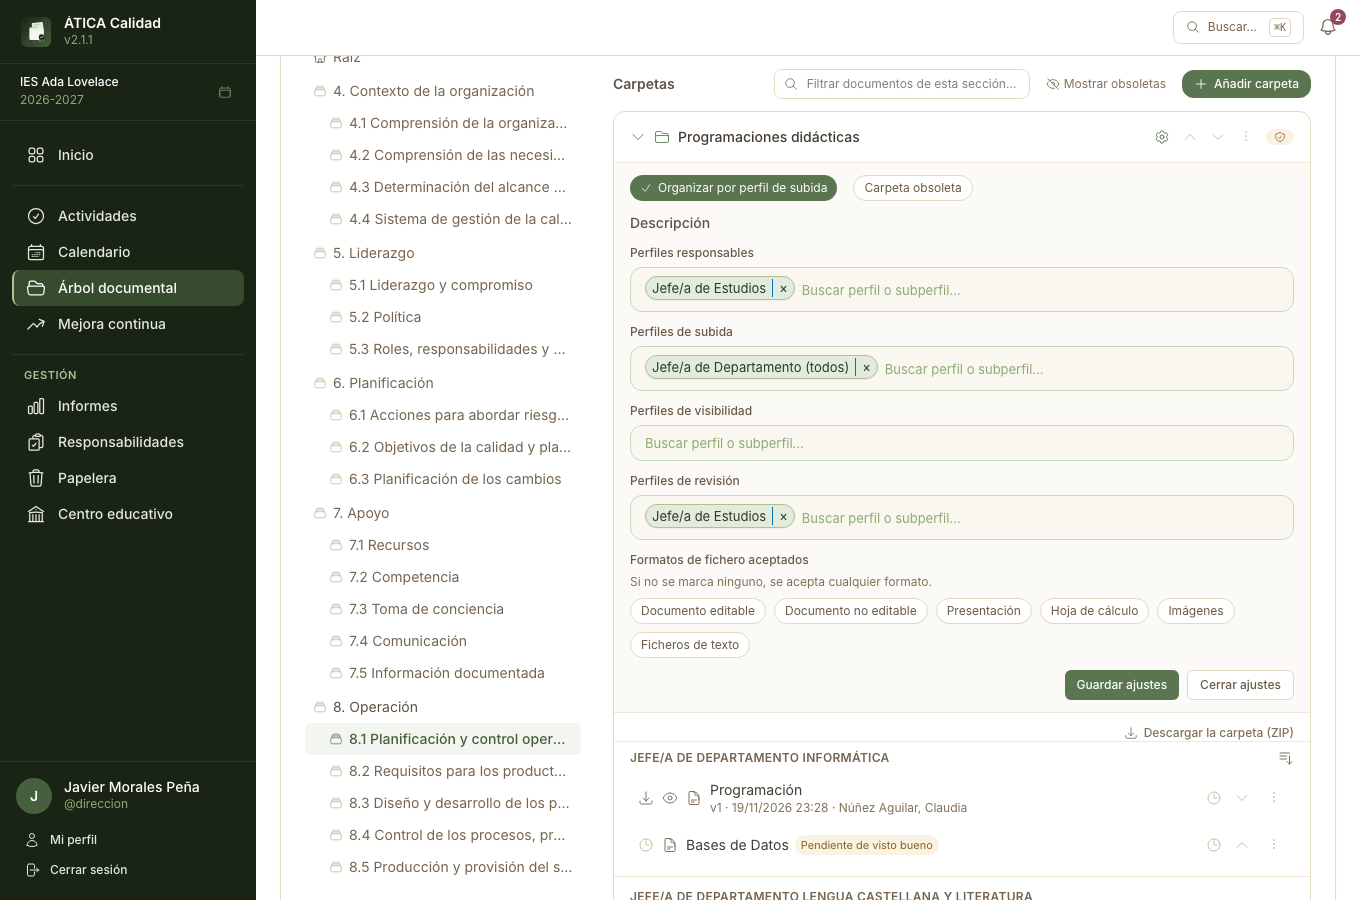 ÁTICA Calidad
v2.1.1
IES Ada Lovelace
2026-2027
Inicio
Actividades
Calendario
Árbol documental
Mejora continua
GESTIÓN
Informes
Responsabilidades
Papelera
Centro educativo
J
Javier Morales Peña
@direccion
Mi perfil
Cerrar sesión
Buscar... ⌘K
2
Raíz
4. Contexto de la organización
4.1 Comprensión de la organiza...
4.2 Comprensión de las necesi...
4.3 Determinación del alcance ...
4.4 Sistema de gestión de la cal...
5. Liderazgo
5.1 Liderazgo y compromiso
5.2 Política
5.3 Roles, responsabilidades y ...
6. Planificación
6.1 Acciones para abordar riesg...
6.2 Objetivos de la calidad y pla...
6.3 Planificación de los cambios
7. Apoyo
7.1 Recursos
7.2 Competencia
7.3 Toma de conciencia
7.4 Comunicación
7.5 Información documentada
8. Operación
8.1 Planificación y control oper...
8.2 Requisitos para los product...
8.3 Diseño y desarrollo de los p...
8.4 Control de los procesos, pr...
8.5 Producción y provisión del s...
Carpetas
Filtrar documentos de esta sección...
Mostrar obsoletas
Añadir carpeta
Programaciones didácticas
Organizar por perfil de subida
Carpeta obsoleta
Descripción
Perfiles responsables
Jefe/a de Estudios × Buscar perfil o subperfil...
Perfiles de subida
Jefe/a de Departamento (todos) × Buscar perfil o subperfil...
Perfiles de visibilidad
Buscar perfil o subperfil...
Perfiles de revisión
Jefe/a de Estudios × Buscar perfil o subperfil...
Formatos de fichero aceptados
Si no se marca ninguno, se acepta cualquier formato.
Documento editable
Documento no editable
Presentación
Hoja de cálculo
Imágenes
Ficheros de texto
Guardar ajustes
Cerrar ajustes
Descargar la carpeta (ZIP)
JEFE/A DE DEPARTAMENTO INFORMÁTICA
Programación
v1 · 19/11/2026 23:28 · Núñez Aguilar, Claudia
Bases de Datos Pendiente de visto bueno
JEFE/A DE DEPARTAMENTO LENGUA CASTELLANA Y LITERATURA